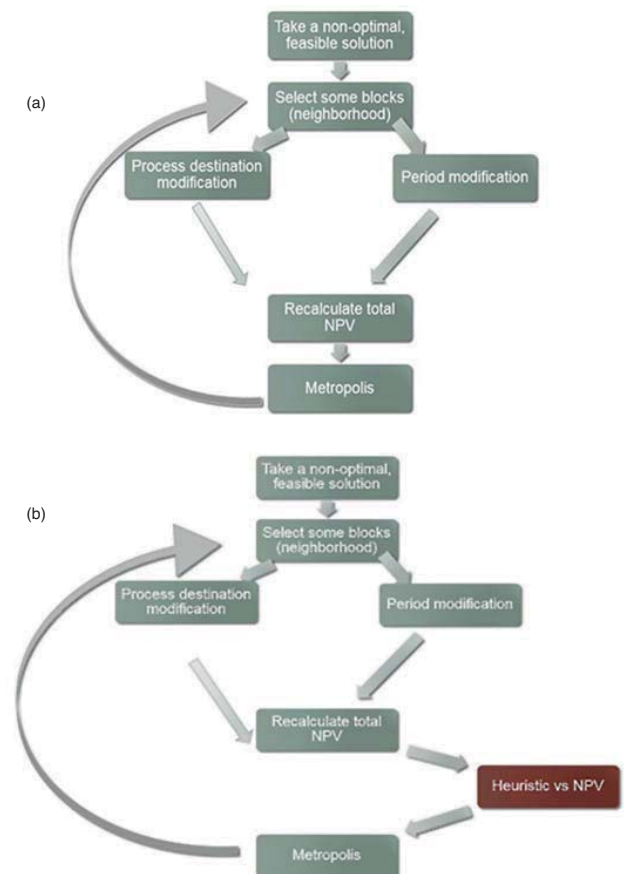 (a)
Take a non-optimal,
feasible solution
Select some blocks
(neighborhood)
Process destination
modification
Period modification
Recalculate total
NPV
Metropolis
(b)
Take a non-optimal,
feasible solution
Select some blocks
(neighborhood)
Process destination
modification
Period modification
Recalculate total
NPV
Heuristic vs NPV
Metropolis